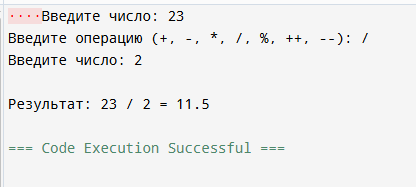 ····Введите число: 23
Введите операцию (+, -, *, /, %, ++, --): /
Введите число: 2
Результат: 23 / 2 = 11.5
=== Code Execution Successful ===